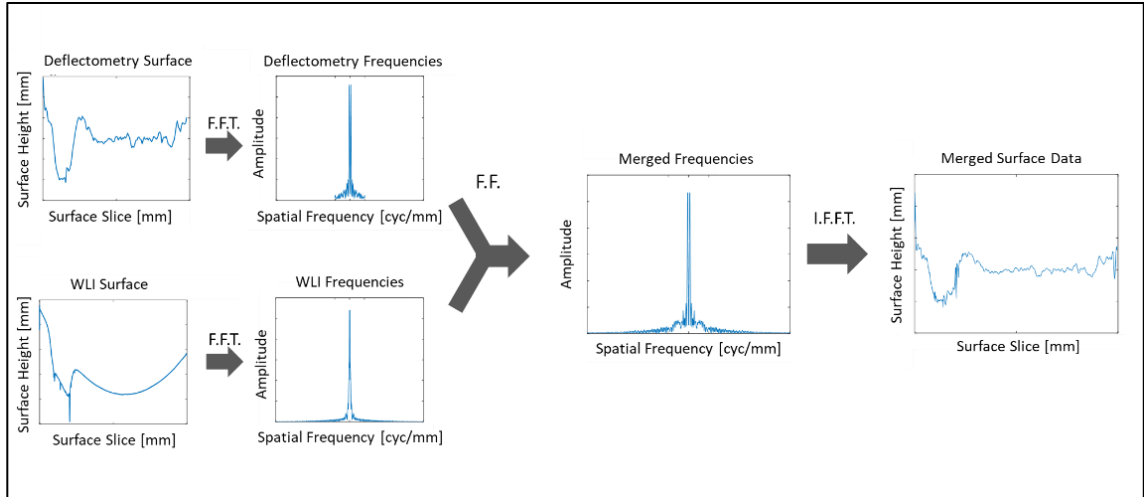 Deflectometry Surface
Surface Height [mm]
Surface Slice [mm]
F.F.T.
Deflectometry Frequencies
Amplitude
Spatial Frequency [cyc/mm]
WLI Surface
Surface Height [mm]
Surface Slice [mm]
F.F.T.
WLI Frequencies
Amplitude
Spatial Frequency [cyc/mm]
F.F.
Merged Frequencies
Amplitude
Spatial Frequency [cyc/mm]
I.F.F.T.
Merged Surface Data
Surface Height [mm]
Surface Slice [mm]